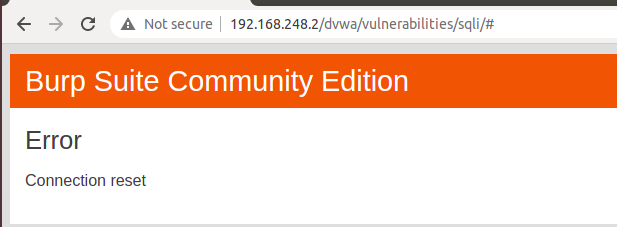 Not secure 192.168.248.2/dvwa/vulnerabilities/sqli/#
Burp Suite Community Edition
Error
Connection reset